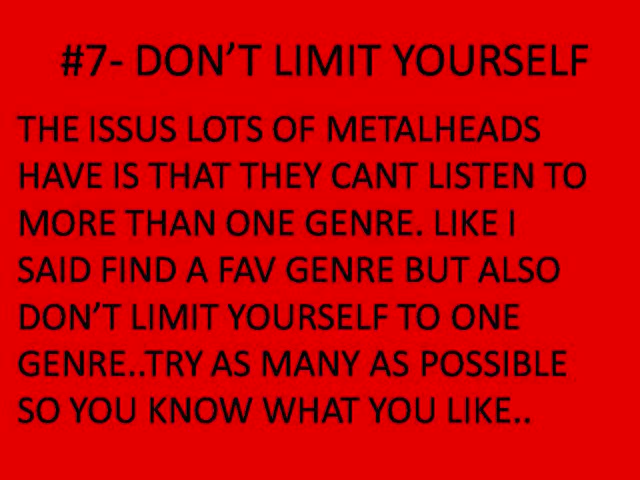 #7- DON’T LIMIT YOURSELF
THE ISSUS LOTS OF METALHEADS
HAVE IS THAT THEY CANT LISTEN TO
MORE THAN ONE GENRE. LIKE I
SAID FIND A FAV GENRE BUT ALSO
DON’T LIMIT YOURSELF TO ONE
GENRE..TRY AS MANY AS POSSIBLE
SO YOU KNOW WHAT YOU LIKE..